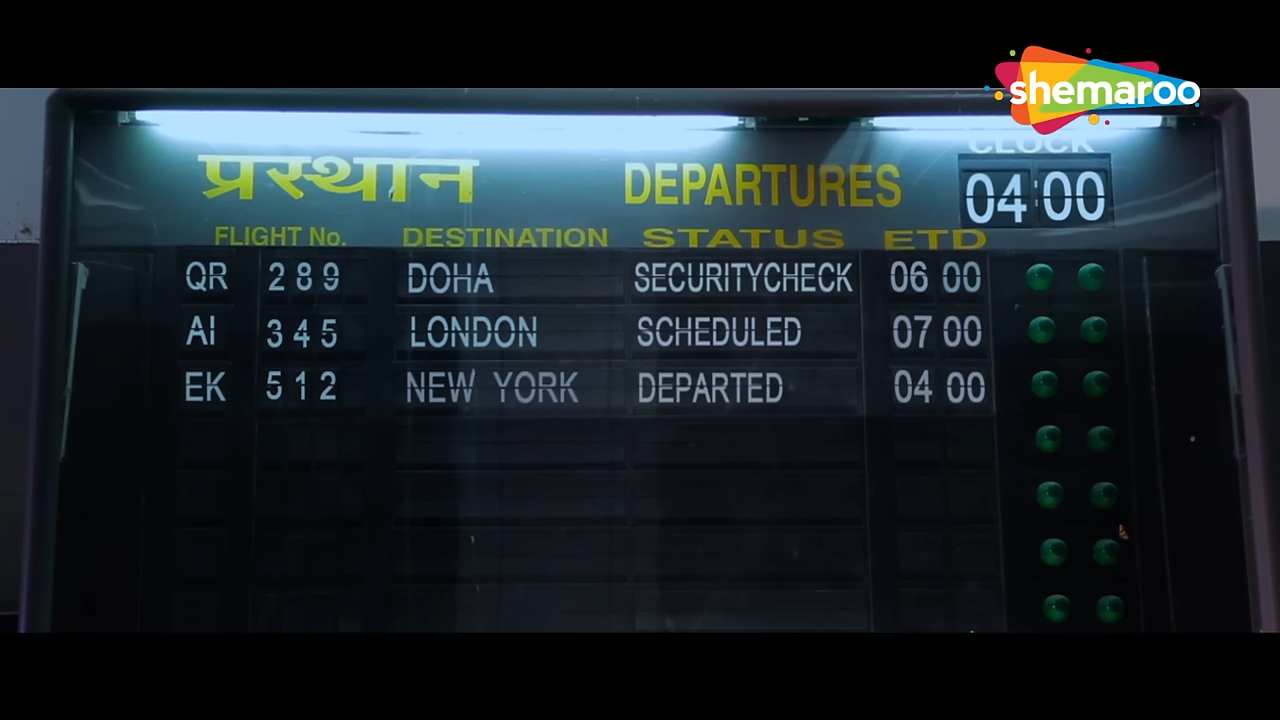 shemaroo
CLOCK
प्रस्थान DEPARTURES 04:00
FLIGHT No. DESTINATION STATUS ETD
QR 289 DOHA SECURITYCHECK 06 00
AI 345 LONDON SCHEDULED 07 00
EK 512 NEW YORK DEPARTED 04 00